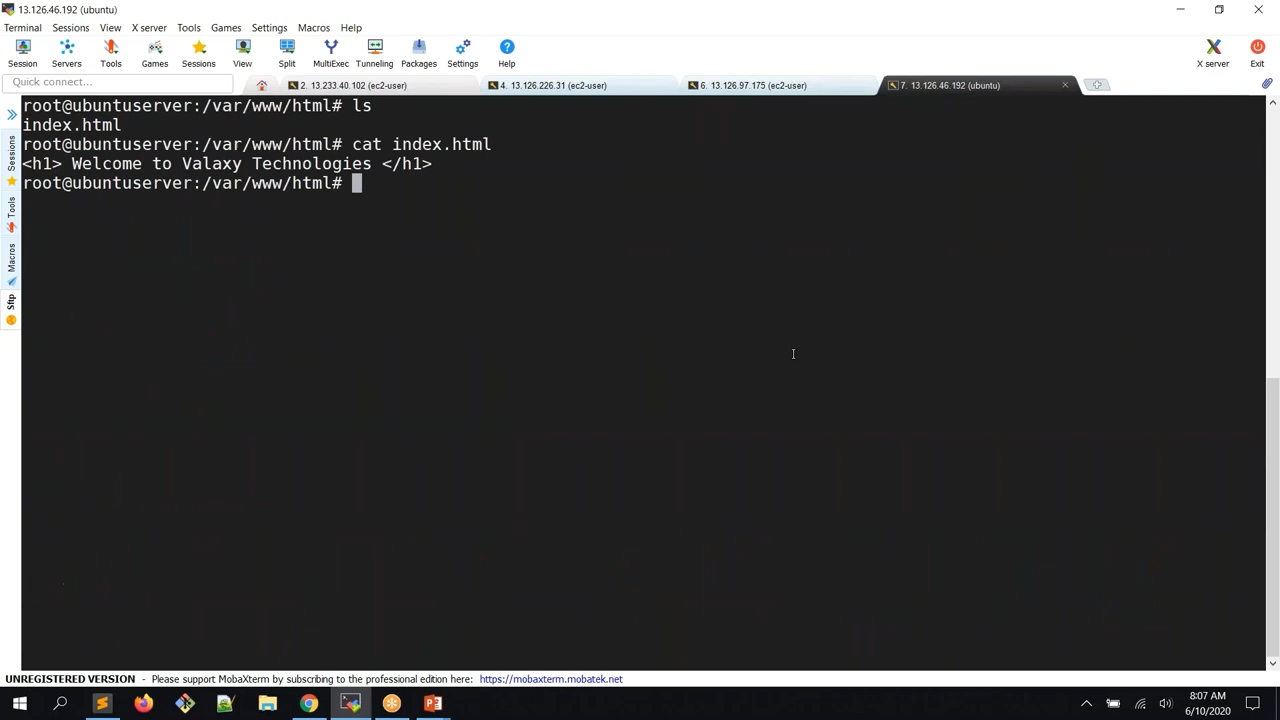 13.126.46.192 (ubuntu)
Terminal Sessions View X server Tools Games Settings Macros Help
Session Servers Tools Games Sessions View Split MultiExec Tunneling Packages Settings Help X server Exit
Quick connect...
2. 13.233.40.102 (ec2-user)
4. 13.126.226.31 (ec2-user)
6. 13.126.97.175 (ec2-user)
7. 13.126.46.192 (ubuntu)
Sessions
Tools
Macros
Sftp
root@ubuntuserver:/var/www/html# ls
index.html
root@ubuntuserver:/var/www/html# cat index.html
<h1> Welcome to Valaxy Technologies </h1>
root@ubuntuserver:/var/www/html#
UNREGISTERED VERSION - Please support MobaXterm by subscribing to the professional edition here: https://mobaxterm.mobatek.net
8:07 AM
6/10/2020